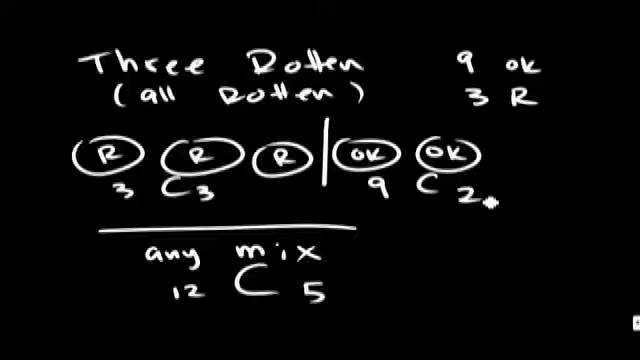 Three Rotten 9 OK
(all Rotten) 3 R
R R R | OK OK
3 C 3 9 C 2
any mix
12 C 5